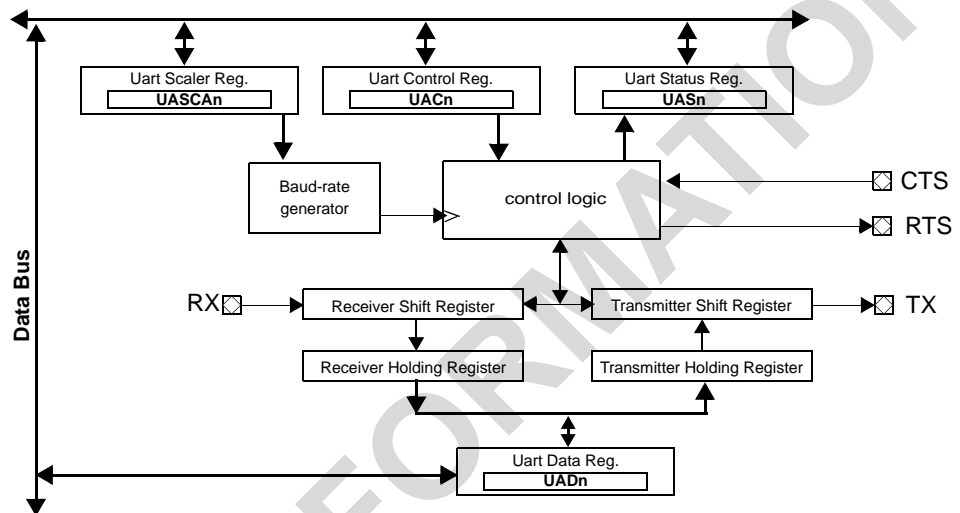 Uart Scaler Reg.
UASCAn
Uart Control Reg.
UACn
Uart Status Reg.
UASn
Baud-rate
generator
control logic
CTS
RTS
Data Bus
RX
Receiver Shift Register
Transmitter Shift Register
TX
Receiver Holding Register
Transmitter Holding Register
Uart Data Reg.
UADn
FORMATION